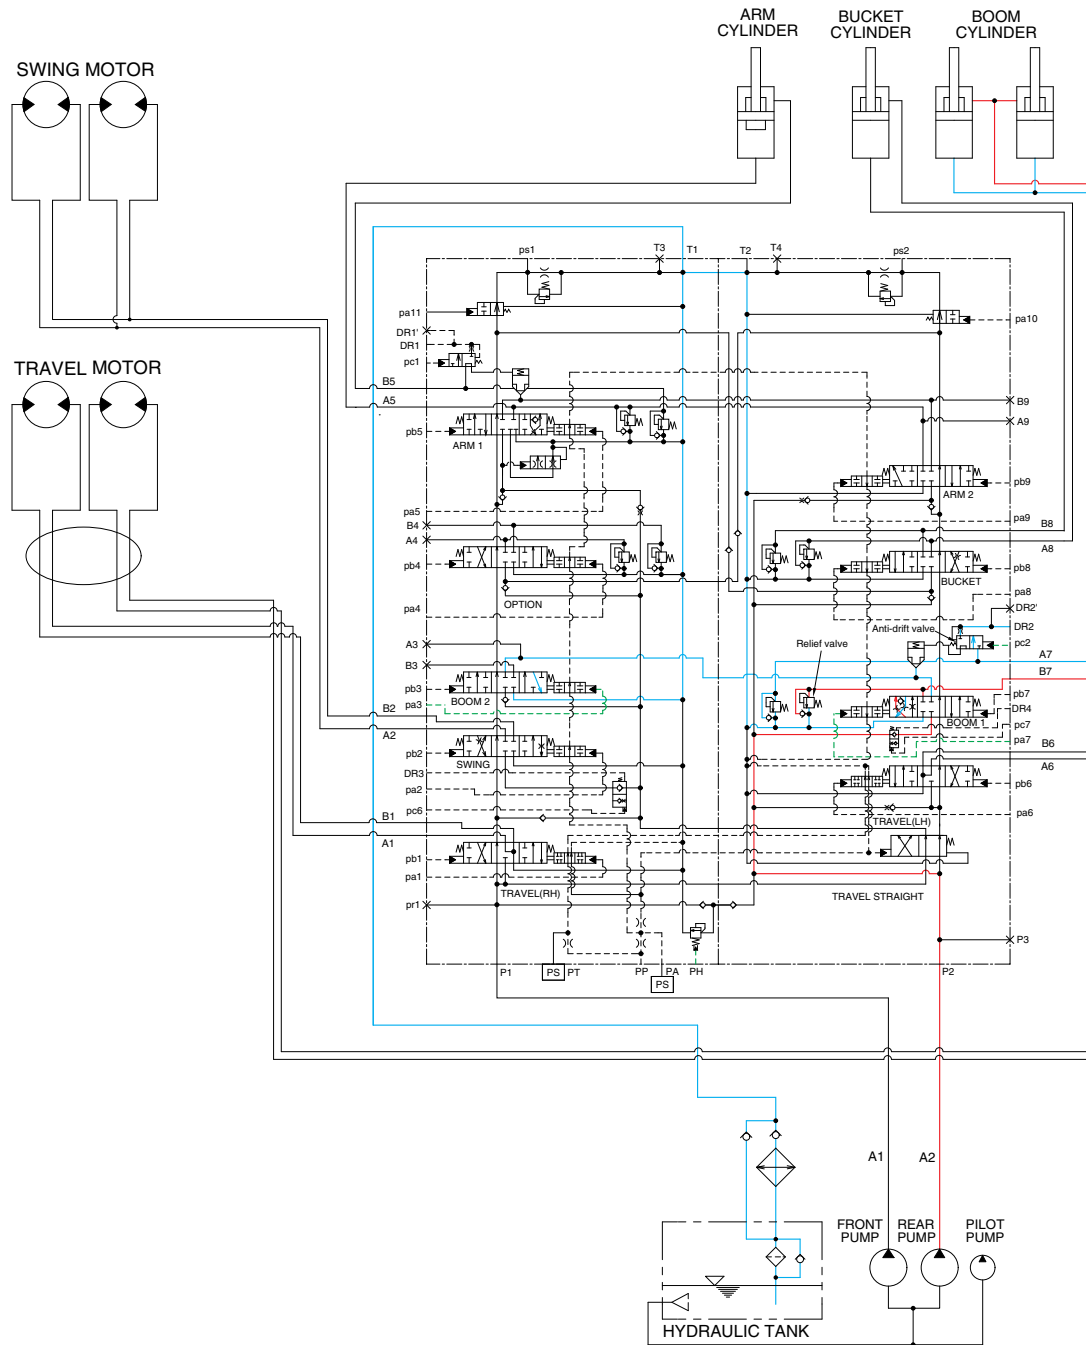 ARM
CYLINDER
BUCKET
CYLINDER
BOOM
CYLINDER
SWING MOTOR
TRAVEL MOTOR
ps1
T3
T1
T2
T4
ps2
pa11
pa10
DR1'
DR1
pc1
B5
A5
B9
A9
pb5
ARM 1
pb9
ARM 2
pa5
pa9
B4
B8
A4
A8
pb4
pb8
BUCKET
OPTION
pa8
pa4
DR2'
Anti-drift valve
DR2
A3
Relief valve
pc2
B3
A7
B7
pb3
BOOM 2
pb7
pa3
BOOM 1
DR4
B2
pc7
A2
pa7
pb2
SWING
B6
DR3
A6
pa2
pb6
pc6
pa6
B1
TRAVEL(LH)
A1
pb1
pa1
TRAVEL(RH)
TRAVEL STRAIGHT
pr1
P3
P1
PS
PT
PP
PA
PH
P2
PS
A1
A2
FRONT
PUMP
REAR
PUMP
PILOT
PUMP
HYDRAULIC TANK